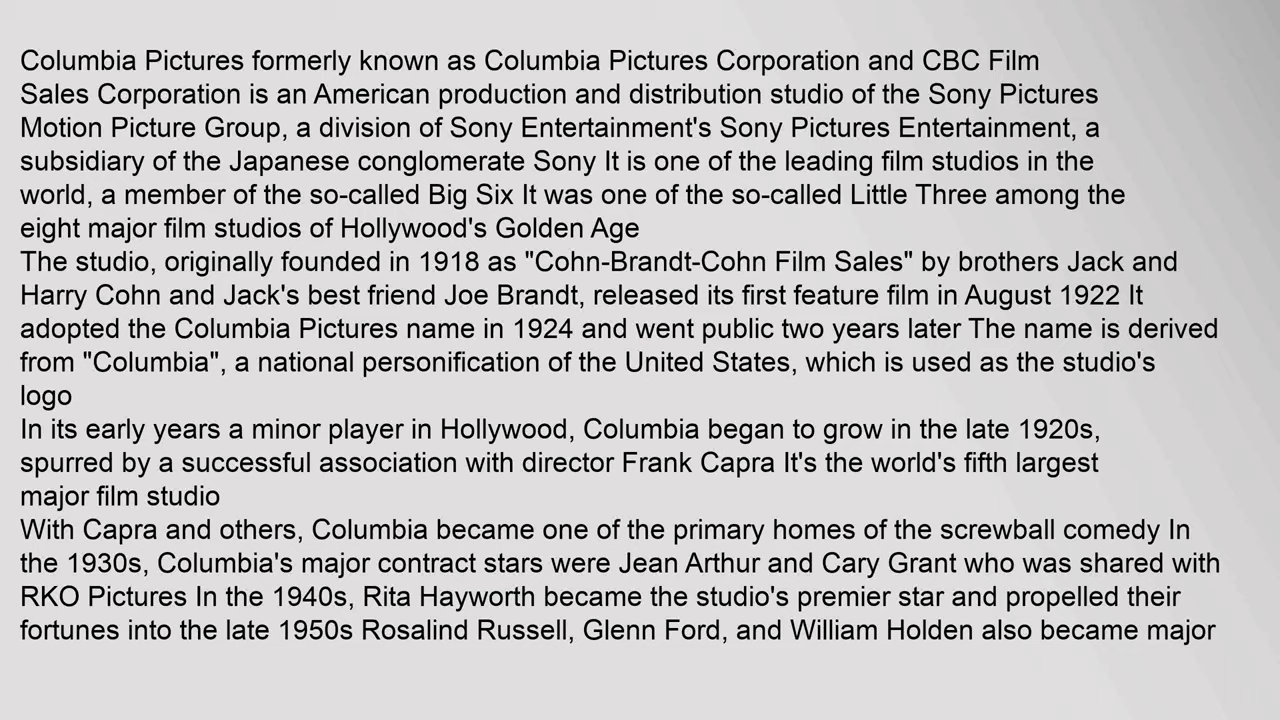 Columbia Pictures formerly known as Columbia Pictures Corporation and CBC Film
Sales Corporation is an American production and distribution studio of the Sony Pictures
Motion Picture Group, a division of Sony Entertainment's Sony Pictures Entertainment, a
subsidiary of the Japanese conglomerate Sony It is one of the leading film studios in the
world, a member of the so-called Big Six It was one of the so-called Little Three among the
eight major film studios of Hollywood's Golden Age
The studio, originally founded in 1918 as "Cohn-Brandt-Cohn Film Sales" by brothers Jack and
Harry Cohn and Jack's best friend Joe Brandt, released its first feature film in August 1922 It
adopted the Columbia Pictures name in 1924 and went public two years later The name is derived
from "Columbia", a national personification of the United States, which is used as the studio's
logo
In its early years a minor player in Hollywood, Columbia began to grow in the late 1920s,
spurred by a successful association with director Frank Capra It's the world's fifth largest
major film studio
With Capra and others, Columbia became one of the primary homes of the screwball comedy In
the 1930s, Columbia's major contract stars were Jean Arthur and Cary Grant who was shared with
RKO Pictures In the 1940s, Rita Hayworth became the studio's premier star and propelled their
fortunes into the late 1950s Rosalind Russell, Glenn Ford, and William Holden also became major